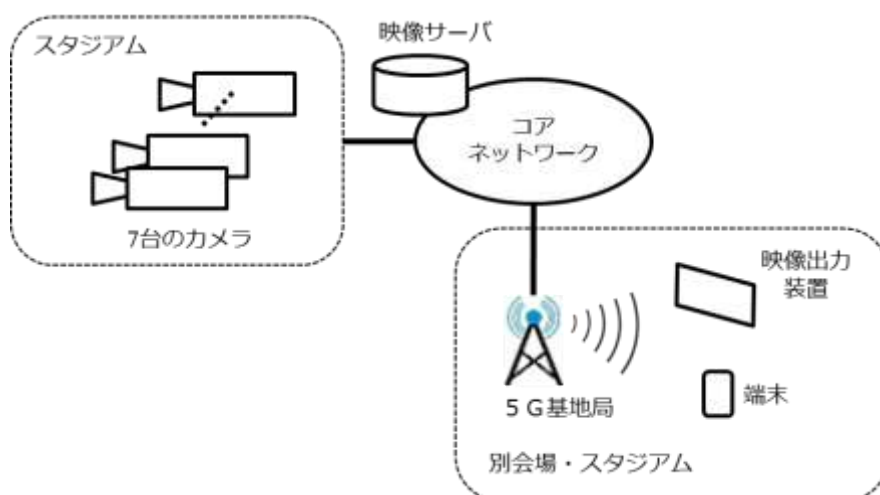 スタジアム
映像サーバ
コア
ネットワーク
7台のカメラ
映像出力
装置
5G基地局
端末
別会場・スタジアム